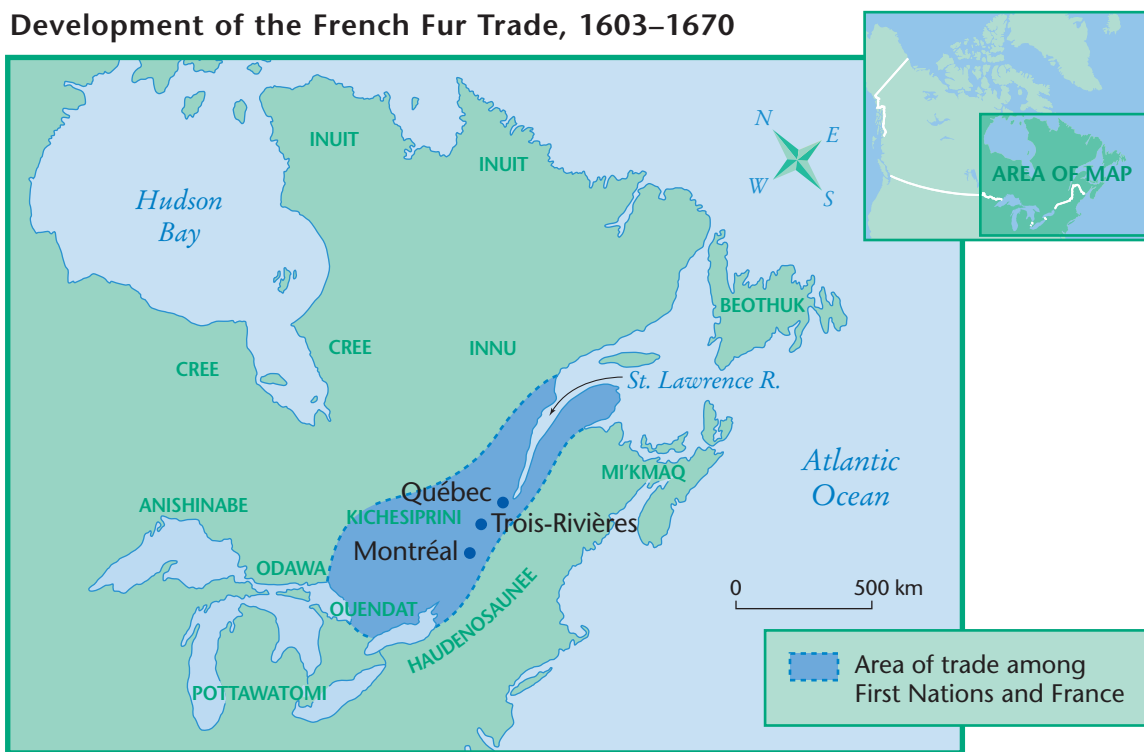 Development of the French Fur Trade, 1603–1670
AREA OF MAP
N
E
W
S
INUIT
INUIT
Hudson
Bay
BEOTHUK
CREE
INNU
CREE
St. Lawrence R.
Atlantic
Ocean
MI'KMAQ
Québec
ANISHINABE
KICHESIPRINI
Trois-Rivières
Montréal
ODAWA
OUENDAT
HAUDENOSAUNEE
POTTAWATOMI
0 500 km
Area of trade among
First Nations and France